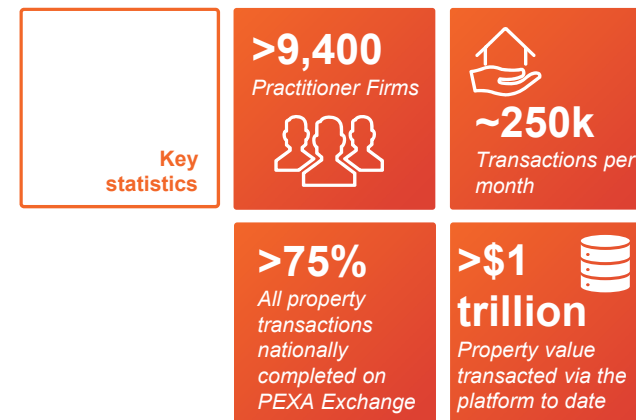 Key
statistics
>9,400
Practitioner Firms
~250k
Transactions per
month
>75%
All property
transactions
nationally
completed on
PEXA Exchange
>$1
trillion
Property value
transacted via the
platform to date